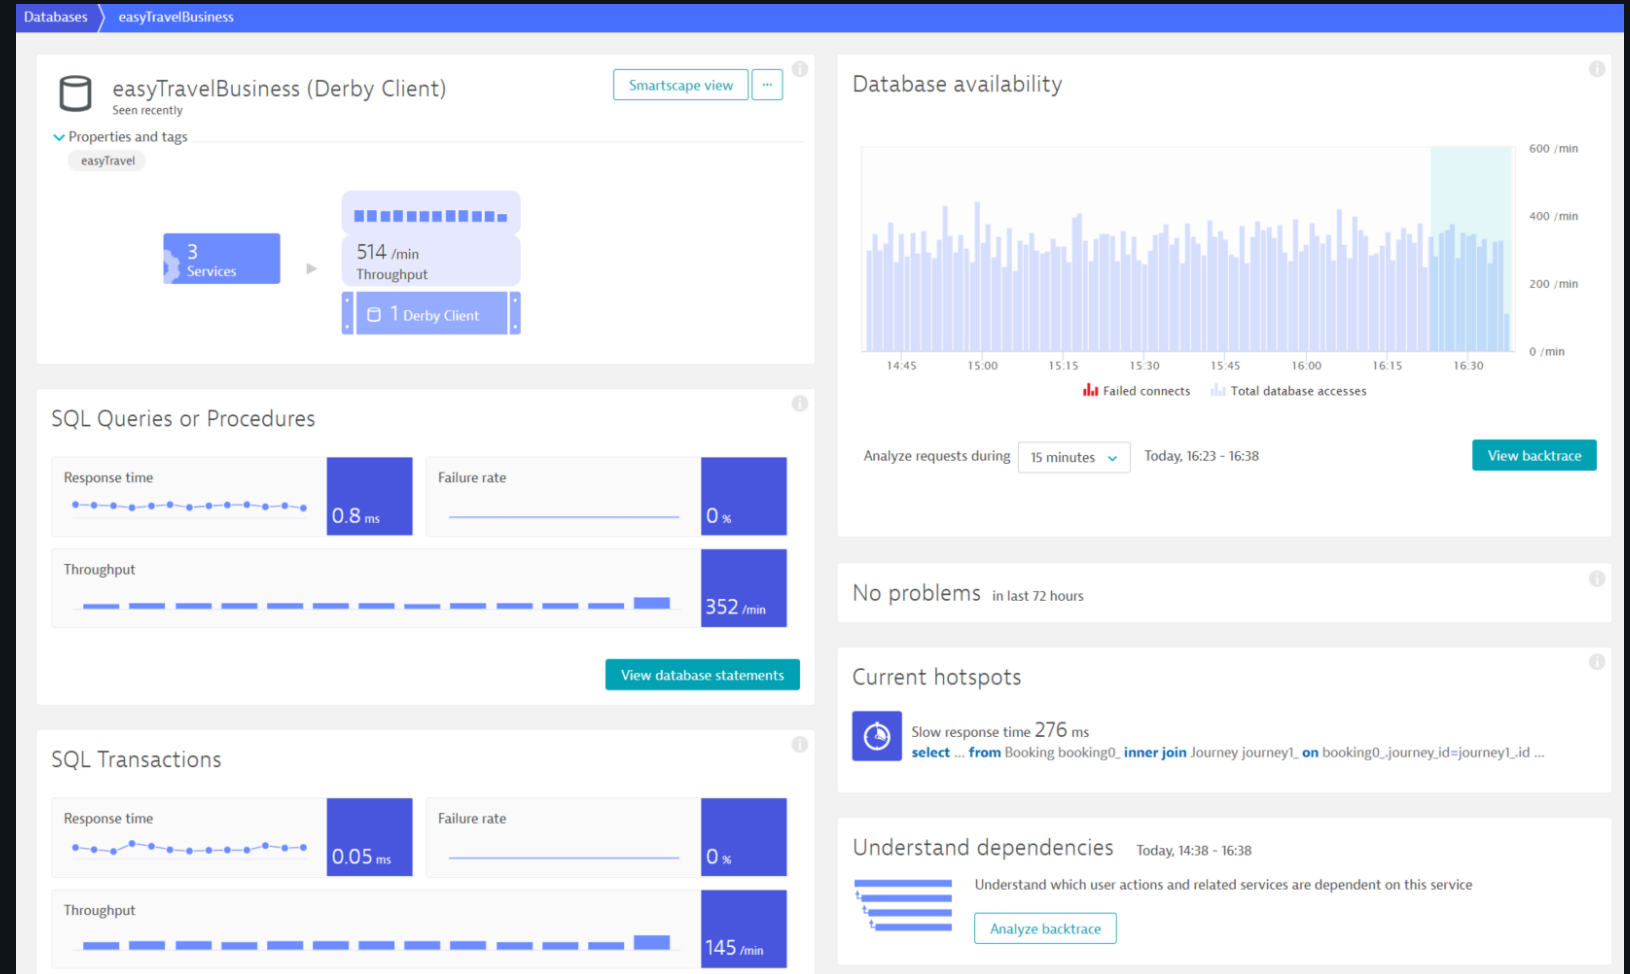 Databases
easyTravelBusiness
easyTravelBusiness (Derby Client)
Seen recently
Smartscape view
...
Properties and tags
easyTravel
3
Services
514 /min
Throughput
1 Derby Client
SQL Queries or Procedures
Response time
0.8 ms
Failure rate
0 %
Throughput
352 /min
View database statements
SQL Transactions
Response time
0.05 ms
Failure rate
0 %
Throughput
145 /min
Database availability
600 /min
400 /min
200 /min
0 /min
14:45 15:00 15:15 15:30 15:45 16:00 16:15 16:30
Failed connects Total database accesses
Analyze requests during 15 minutes Today, 16:23 - 16:38 View backtrace
No problems in last 72 hours
Current hotspots
Slow response time 276 ms
select ... from Booking booking0_ inner join Journey journey1_ on booking0_.journey_id=journey1_.id ...
Understand dependencies Today, 14:38 - 16:38
Understand which user actions and related services are dependent on this service
Analyze backtrace